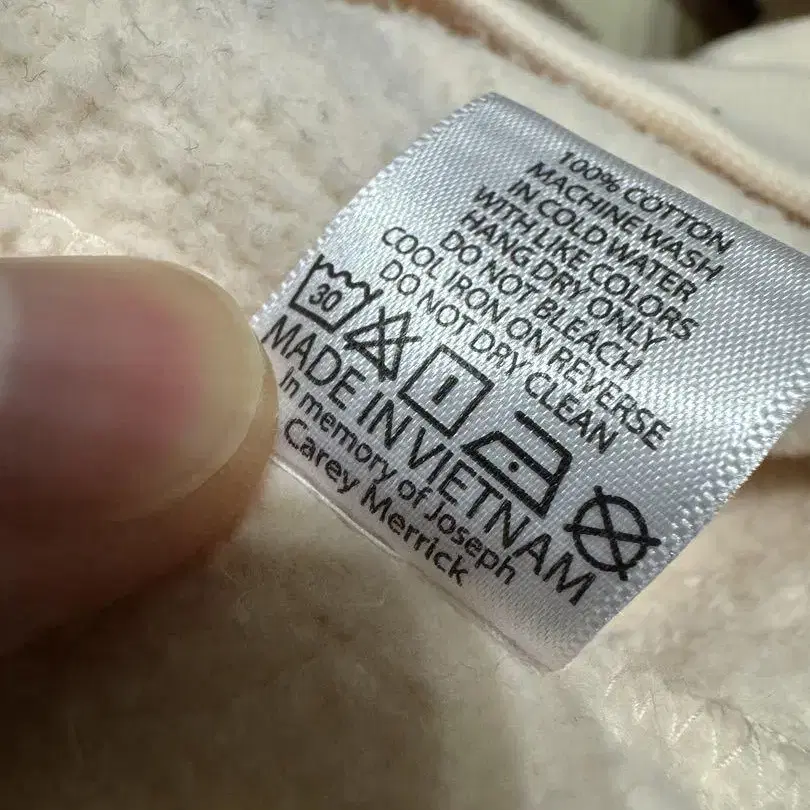 100% COTTON
MACHINE WASH
IN COLD WATER
WITH LIKE COLORS
HANG DRY ONLY
DO NOT BLEACH
COOL IRON ON REVERSE
DO NOT DRY CLEAN
30
MADE IN VIETNAM
In memory of Joseph
Carey Merrick